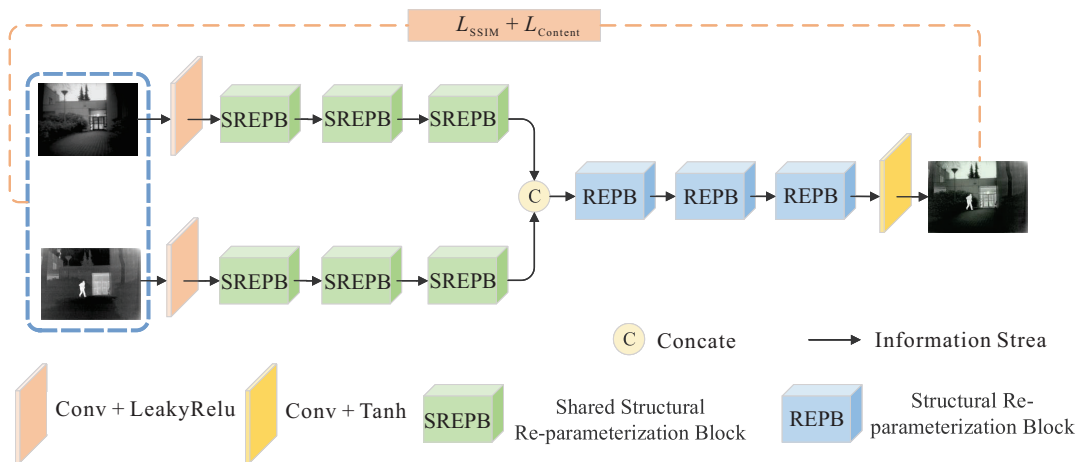 L_SSIM + L_Content
SREPB SREPB SREPB
C REPB REPB REPB
SREPB SREPB SREPB
C Concate Information Strea
Conv + LeakyRelu
Conv + Tanh
SREPB
Shared Structural
Re-parameterization Block
REPB
Structural Re-
parameterization Block